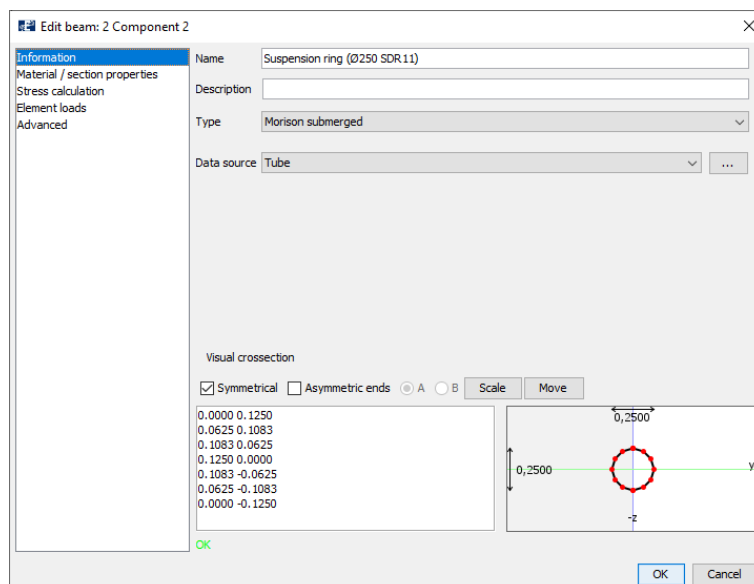 Edit beam: 2 Component 2
Information
Material / section properties
Stress calculation
Element loads
Advanced
Name Suspension ring (Ø250 SDR11)
Description
Type Morison submerged
Data source Tube ...
Visual crossection
Symmetrical Asymmetric ends A B Scale Move
0.0000 0.1250
0.0625 0.1083
0.1083 0.0625
0.1250 0.0000
0.1083 -0.0625
0.0625 -0.1083
0.0000 -0.1250
0,2500
0,2500
y
-z
OK
OK Cancel